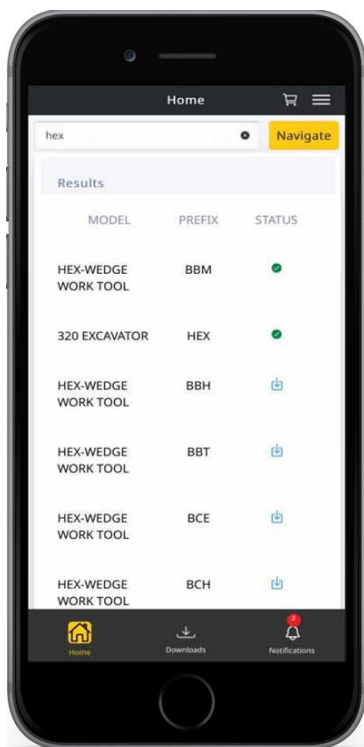 Home
hex
Navigate
Results
MODEL PREFIX STATUS
HEX-WEDGE
WORK TOOL
BBM
320 EXCAVATOR HEX
HEX-WEDGE
WORK TOOL
BBH
HEX-WEDGE
WORK TOOL
BBT
HEX-WEDGE
WORK TOOL
BCE
HEX-WEDGE
WORK TOOL
BCH
Home
Downloads
Notifications